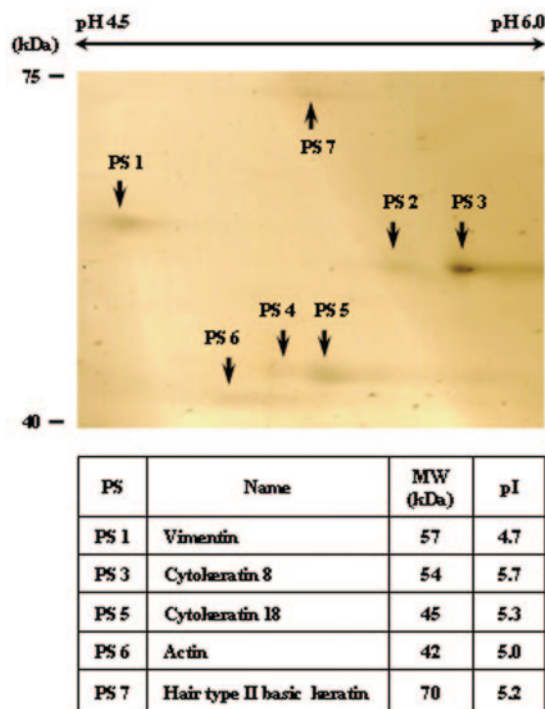 pH 4.5 pH 6.0
(kDa)
75
PS 7
PS 1
PS 2 PS 3
PS 4 PS 5
PS 6
40
PS Name MW (kDa) pI
PS 1 Vimentin 57 4.7
PS 3 Cytokeratin 8 54 5.7
PS 5 Cytokeratin 18 45 5.3
PS 6 Actin 42 5.0
PS 7 Hair type II basic keratin 70 5.2